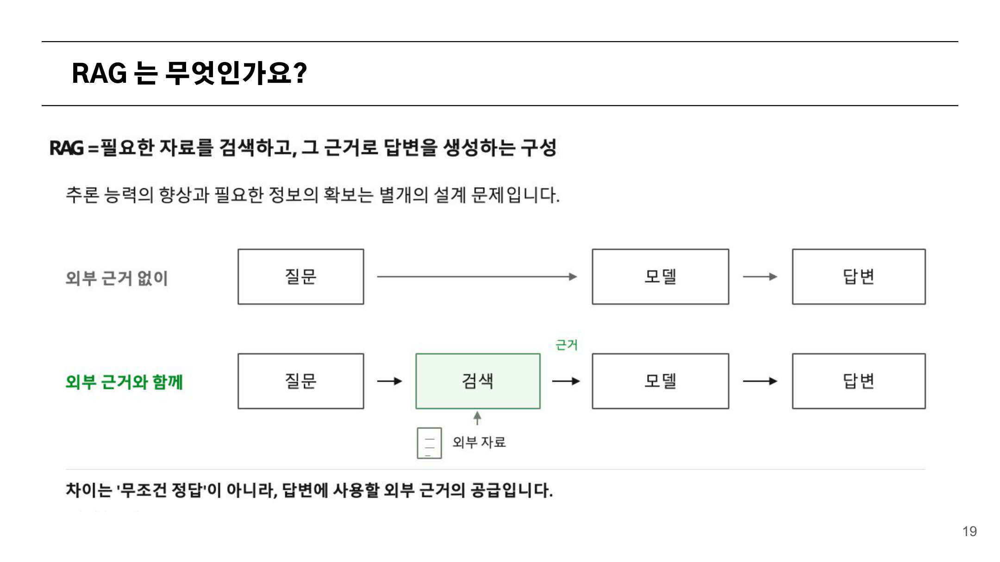 RAG 는 무엇인가요?
RAG =필요한 자료를 검색하고, 그 근거로 답변을 생성하는 구성
추론 능력의 향상과 필요한 정보의 확보는 별개의 설계 문제입니다.
외부 근거 없이
질문
모델
답변
외부 근거와 함께
질문
검색
근거
모델
답변
외부 자료
차이는 '무조건 정답'이 아니라, 답변에 사용할 외부 근거의 공급입니다.
19